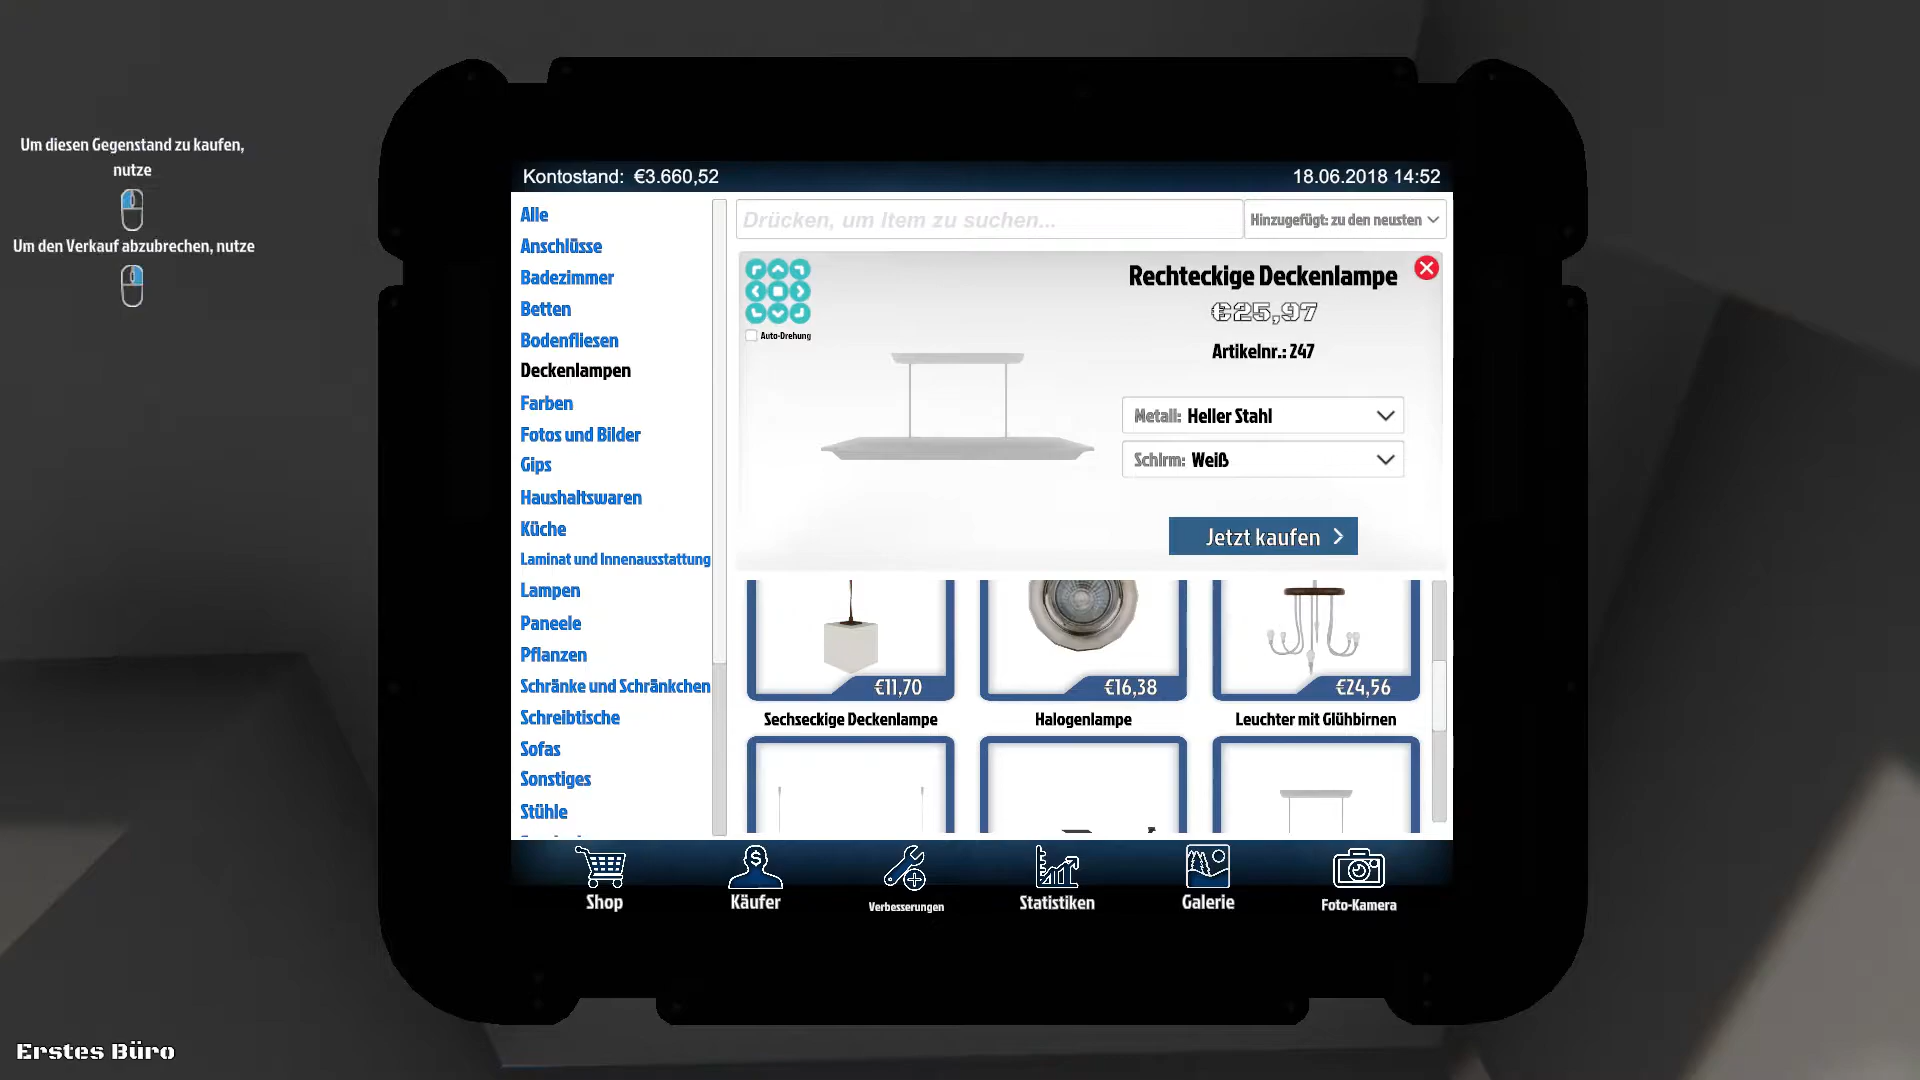 Um diesen Gegenstand zu kaufen,
nutze
Um den Verkauf abzubrechen, nutze
Kontostand: €3.660,52
18.06.2018 14:52
Alle
Anschlüsse
Badezimmer
Betten
Bodenfliesen
Deckenlampen
Farben
Fotos und Bilder
Gips
Haushaltswaren
Küche
Laminat und Innenausstattung
Lampen
Paneele
Pflanzen
Schränke und Schränkchen
Schreibtische
Sofas
Sonstiges
Stühle
Drücken, um Item zu suchen...
Hinzugefügt: zu den neusten
Auto-Drehung
Rechteckige Deckenlampe
€25,97
Artikelnr.: 247
Metall: Heller Stahl
Schirm: Weiß
Jetzt kaufen
€11,70
€16,38
€24,56
Sechseckige Deckenlampe
Halogenlampe
Leuchter mit Glühbirnen
Shop
Käufer
Verbesserungen
Statistiken
Galerie
Foto-Kamera
Erstes Büro